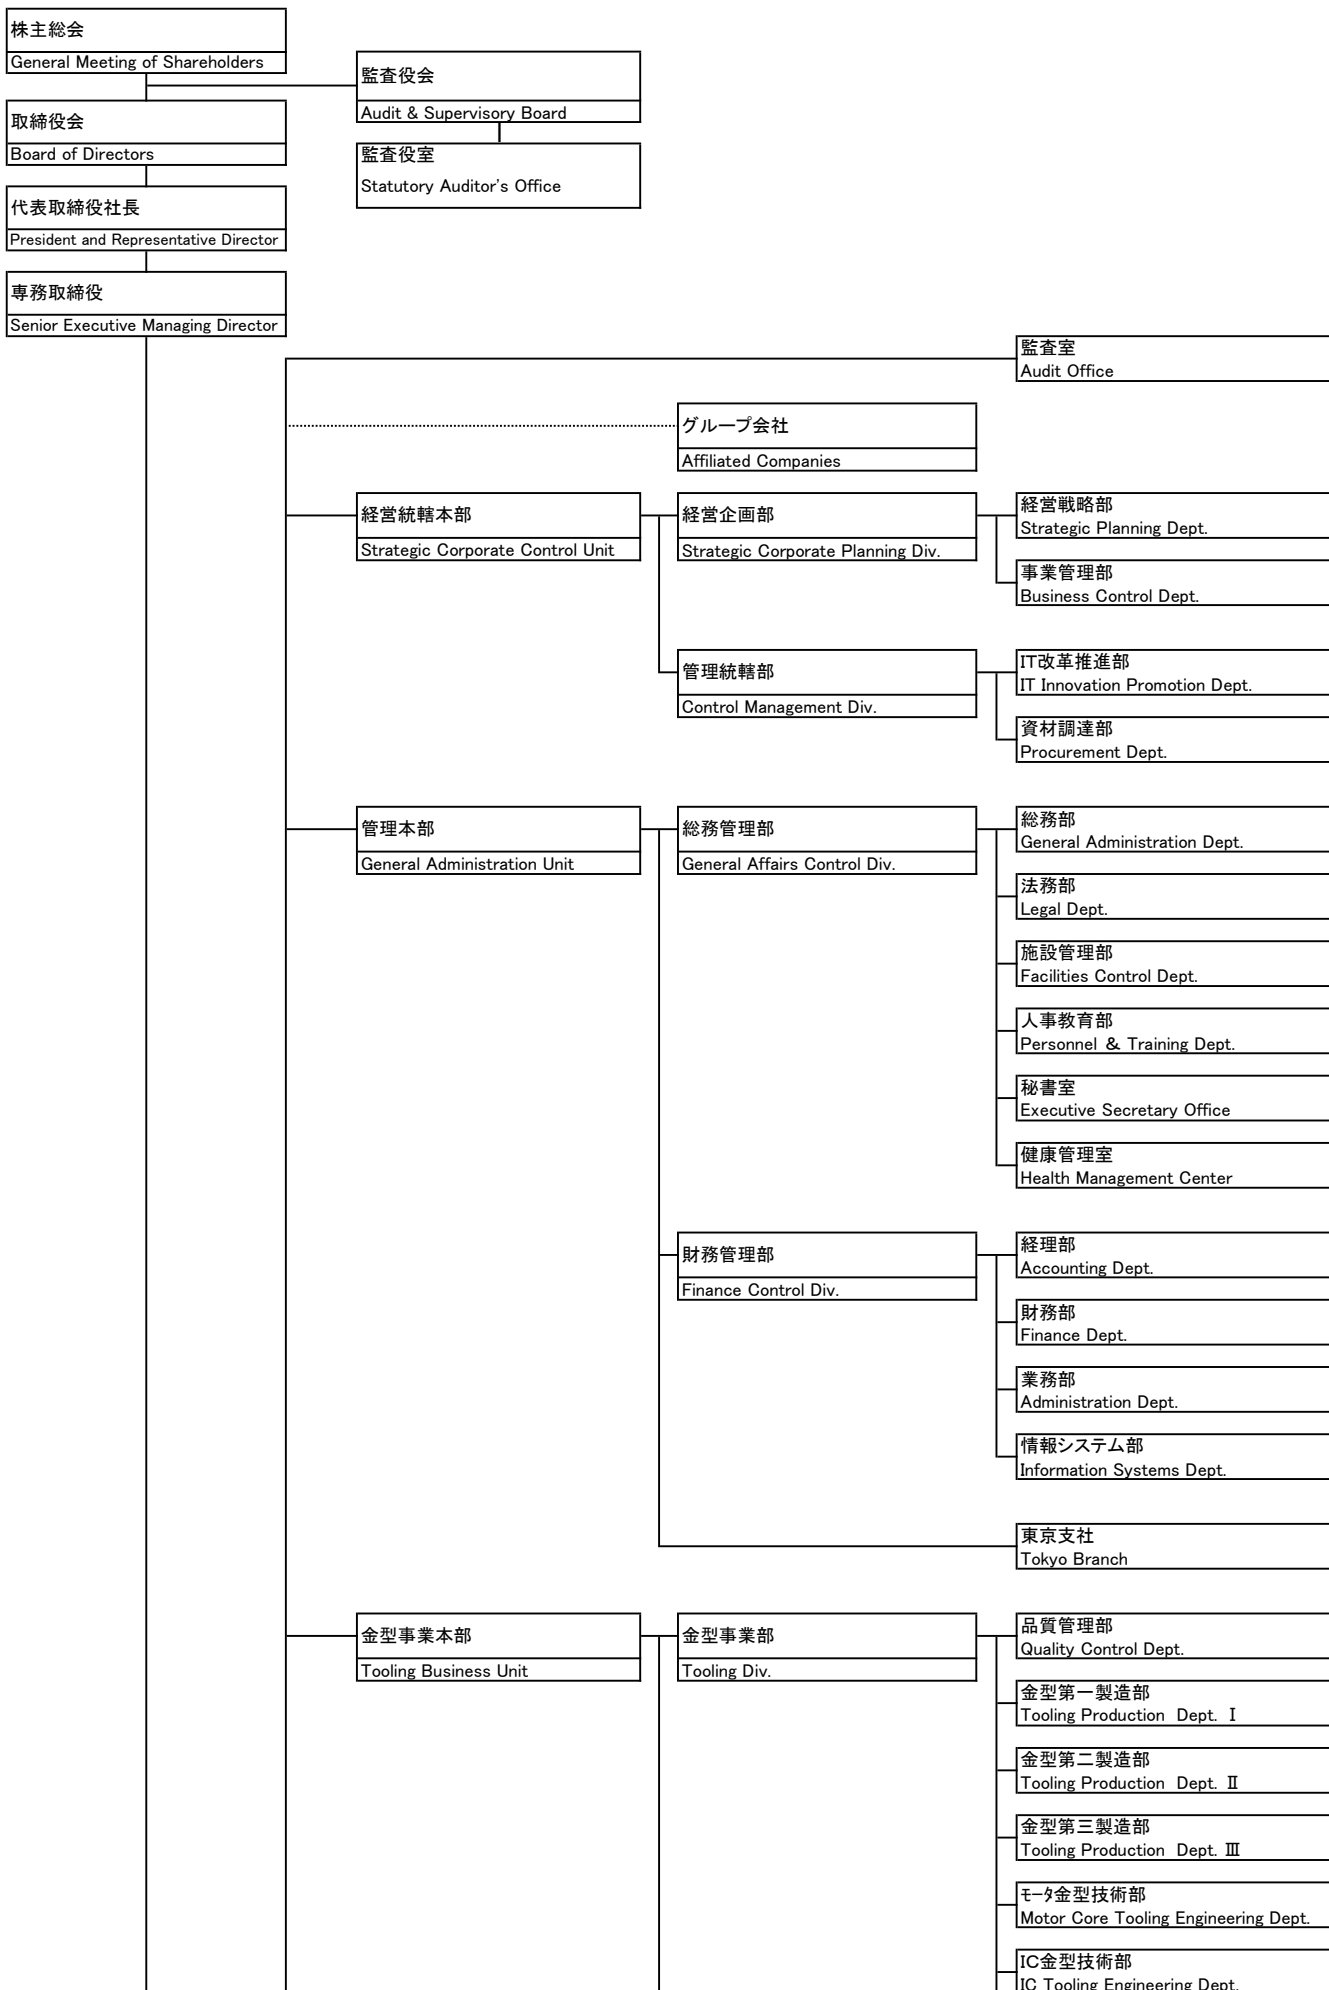 株主総会
General Meeting of Shareholders
監査役会
Audit & Supervisory Board
取締役会
Board of Directors
監査役室
Statutory Auditor's Office
代表取締役社長
President and Representative Director
専務取締役
Senior Executive Managing Director
監査室
Audit Office
グループ会社
Affiliated Companies
経営統轄本部
Strategic Corporate Control Unit
経営企画部
Strategic Corporate Planning Div.
経営戦略部
Strategic Planning Dept.
事業管理部
Business Control Dept.
管理統轄部
Control Management Div.
IT改革推進部
IT Innovation Promotion Dept.
資材調達部
Procurement Dept.
管理本部
General Administration Unit
総務管理部
General Affairs Control Div.
総務部
General Administration Dept.
法務部
Legal Dept.
施設管理部
Facilities Control Dept.
人事教育部
Personnel & Training Dept.
秘書室
Executive Secretary Office
健康管理室
Health Management Center
財務管理部
Finance Control Div.
経理部
Accounting Dept.
財務部
Finance Dept.
業務部
Administration Dept.
情報システム部
Information Systems Dept.
東京支社
Tokyo Branch
金型事業本部
Tooling Business Unit
金型事業部
Tooling Div.
品質管理部
Quality Control Dept.
金型第一製造部
Tooling Production Dept. Ⅰ
金型第二製造部
Tooling Production Dept. Ⅱ
金型第三製造部
Tooling Production Dept. Ⅲ
ﾓｰﾀ金型技術部
Motor Core Tooling Engineering Dept.
IC金型技術部
IC Tooling Engineering Dept.